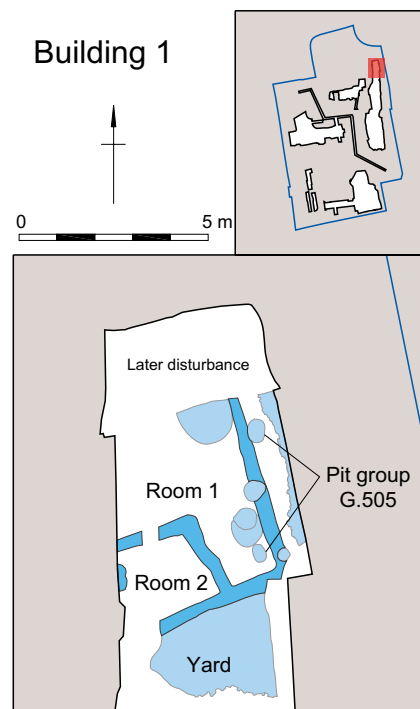 Building 1
0 5 m
Later disturbance
Room 1
Pit group
G.505
Room 2
Yard